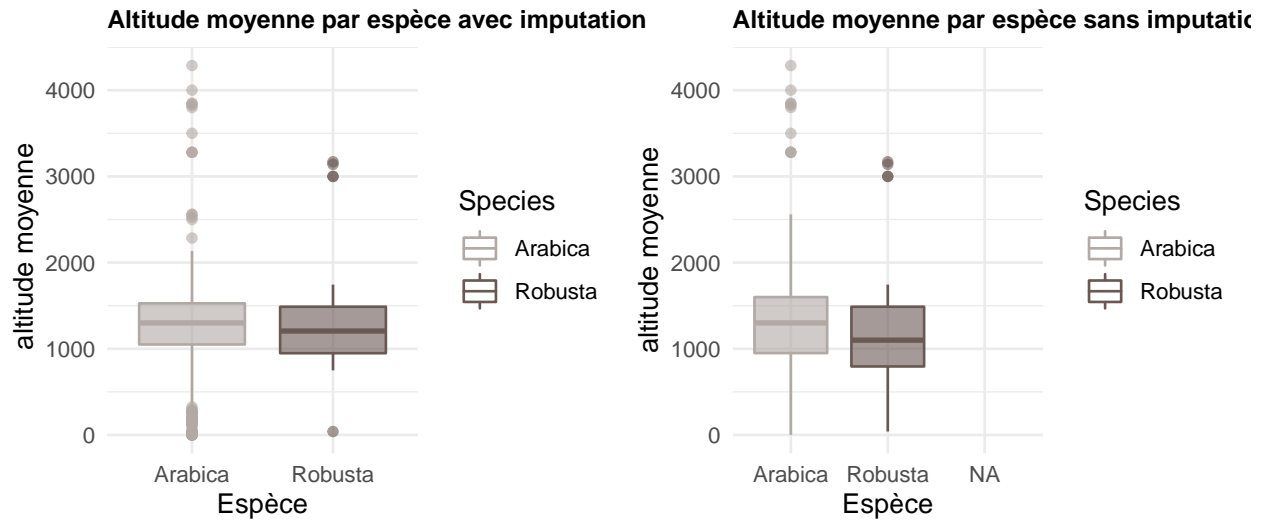 Altitude moyenne par espèce avec imputation
altitude moyenne
4000
3000
2000
1000
0
Arabica Robusta
Espèce
Species
Arabica
Robusta
Altitude moyenne par espèce sans imputatio
altitude moyenne
4000
3000
2000
1000
0
Arabica Robusta NA
Espèce
Species
Arabica
Robusta